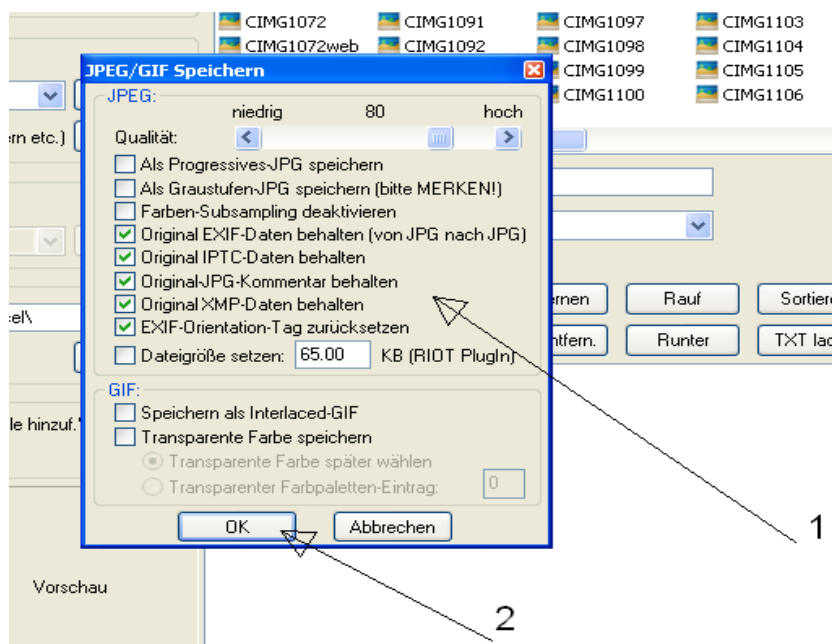 CIMG1072 CIMG1091 CIMG1097 CIMG1103
CIMG1072web CIMG1092 CIMG1098 CIMG1104
CIMG1099 CIMG1105
CIMG1100 CIMG1106
JPEG/GIF Speichern
JPEG:
niedrig 80 hoch
Qualität:
Als Progressives-JPG speichern
Als Graustufen-JPG speichern (bitte MERKEN!)
Farben-Subsampling deaktivieren
Original EXIF-Daten behalten (von JPG nach JPG)
Original IPTC-Daten behalten
Original-JPG-Kommentar behalten
Original XMP-Daten behalten
EXIF-Orientation-Tag zurücksetzen
Dateigröße setzen: 65.00 KB (RIOT PlugIn)
GIF:
Speichern als Interlaced-GIF
Transparente Farbe speichern
Transparente Farbe später wählen
Transparenter Farbpaletten-Eintrag: 0
OK Abbrechen
rn etc.)
cel\
le hinzuf."
Vorschau
ernen Rauf Sortiere
ntfern. Runter TXT lad
1
2